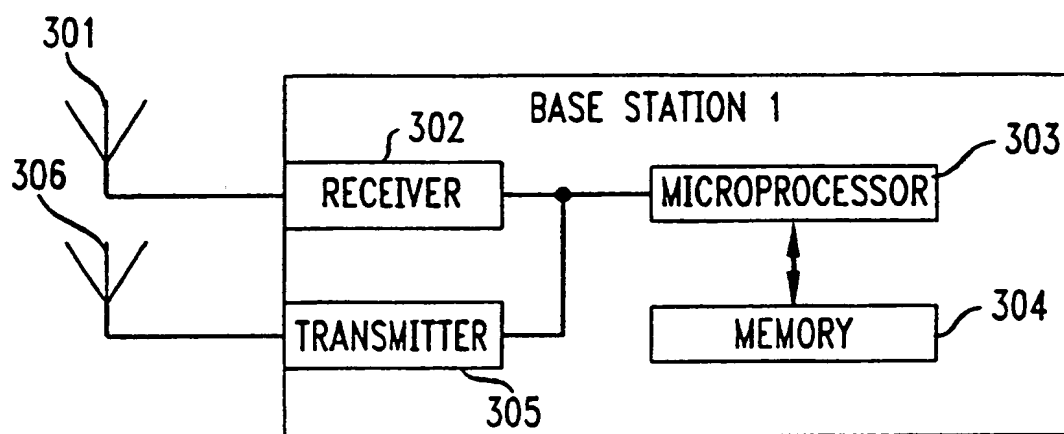 301
BASE STATION 1
302
303
306
RECEIVER
MICROPROCESSOR
TRANSMITTER
MEMORY
304
305